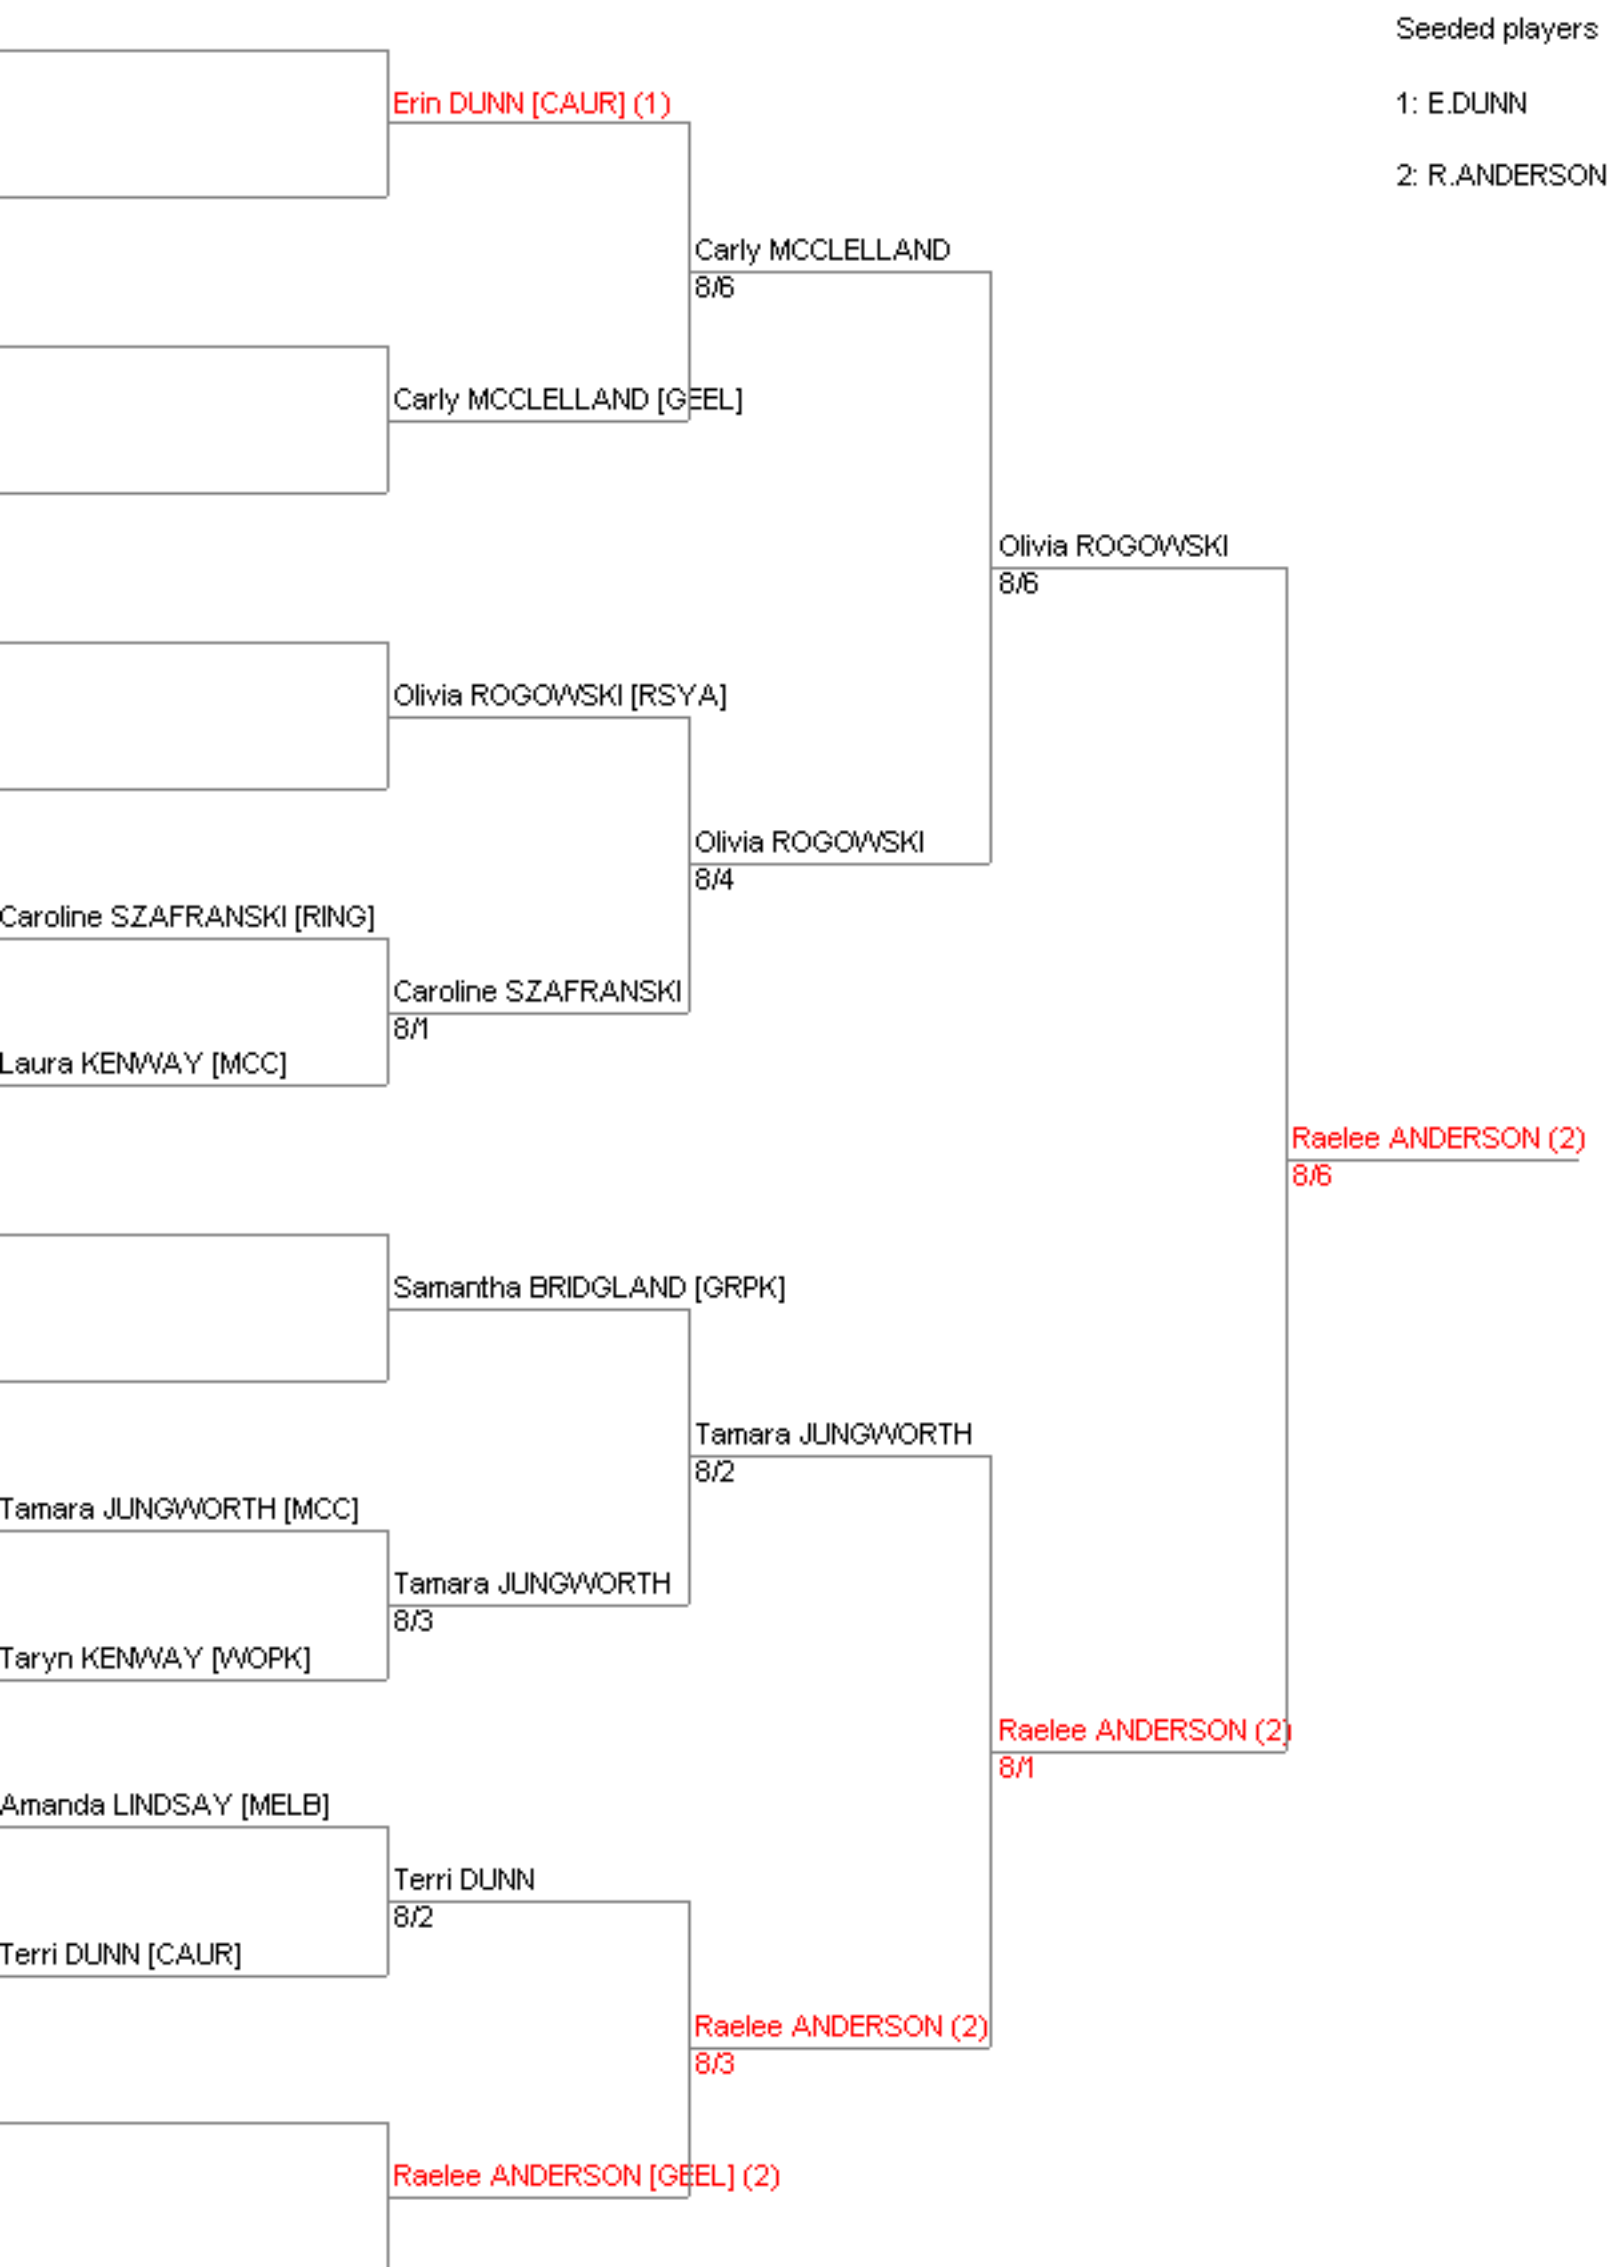 Seeded players
Erin DUNN [CAUR] (1)
1: E.DUNN
2: R.ANDERSON
Carly MCCLELLAND
8/6
Carly MCCLELLAND [GEEL]
Olivia ROGOWSKI
8/6
Olivia ROGOWSKI [RSYA]
Olivia ROGOWSKI
8/4
Caroline SZAFRANSKI [RING]
Caroline SZAFRANSKI
8/1
Laura KENWAY [MCC]
Raelee ANDERSON (2)
8/6
Samantha BRIDGLAND [GRPK]
Tamara JUNGWORTH
8/2
Tamara JUNGWORTH [MCC]
Tamara JUNGWORTH
8/3
Taryn KENWAY [WOPK]
Raelee ANDERSON (2)
8/1
Amanda LINDSAY [MELB]
Terri DUNN
8/2
Terri DUNN [CAUR]
Raelee ANDERSON (2)
8/3
Raelee ANDERSON [GEEL] (2)